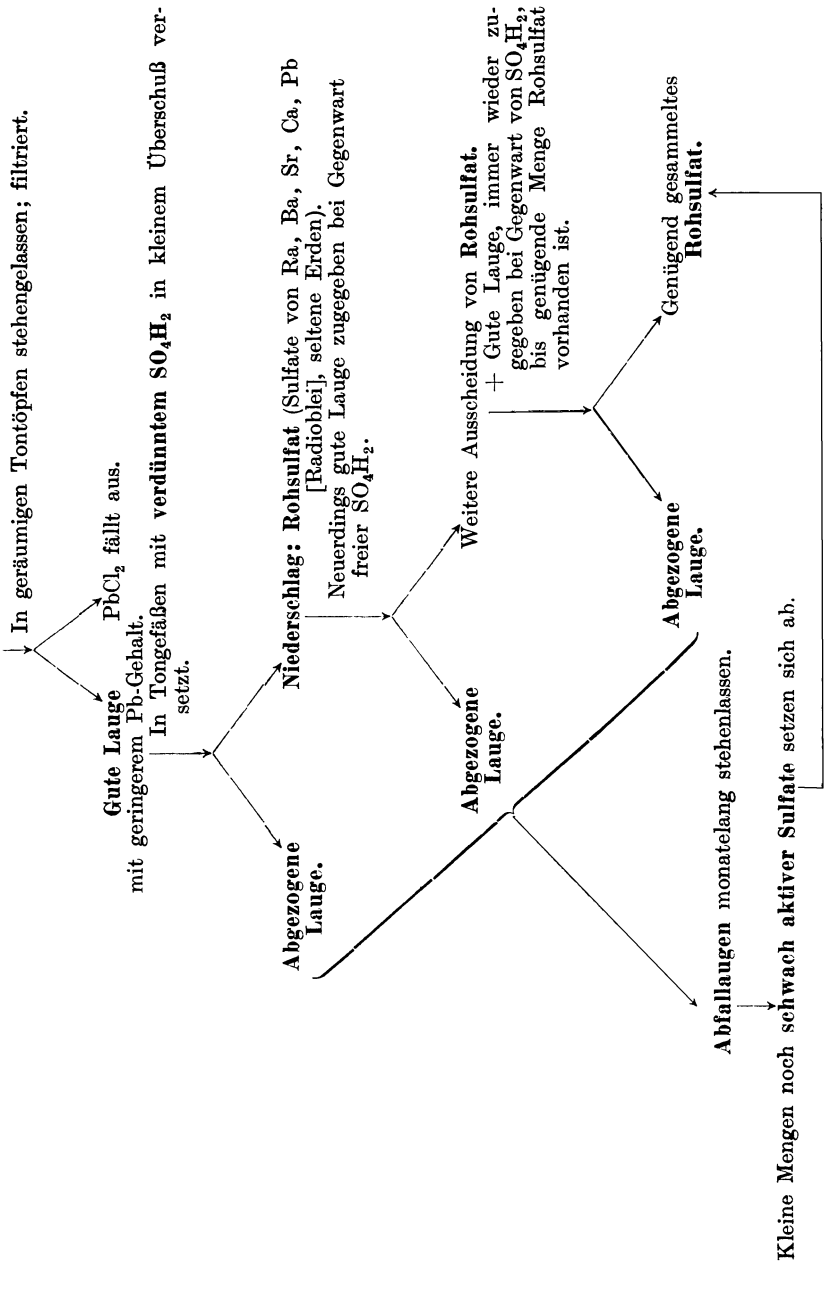 In geräumigen Tontöpfen stehengelassen; filtriert.
Gute Lauge
mit geringerem Pb-Gehalt.
PbCl₂ fällt aus.
In Tongefäßen mit verdünntem SO₄H₂ in kleinem Überschuß ver-
setzt.
Abgezogene
Lauge.
Niederschlag: Rohsulfat (Sulfate von Ra, Ba, Sr, Ca, Pb
[Radioblei], seltene Erden).
Neuerdings gute Lauge zugegeben bei Gegenwart
freier SO₄H₂.
Abgezogene
Lauge.
Weitere Ausscheidung von Rohsulfat.
+ Gute Lauge, immer wieder zu-
gegeben bei Gegenwart von SO₄H₂,
bis genügende Menge Rohsulfat
vorhanden ist.
Abgezogene
Lauge.
Genügend gesammeltes
Rohsulfat.
Abfallaugen monatelang stehenlassen.
Kleine Mengen noch schwach aktiver Sulfate setzen sich ab.